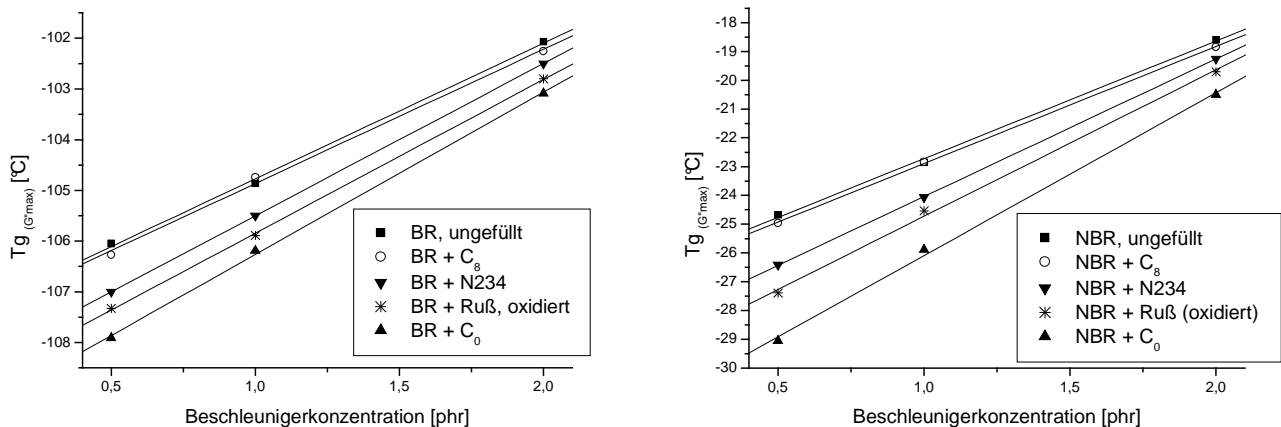 -102
-103
-104
-105
-106
-107
-108
Tg (G''max) [°C]
BR, ungefüllt
BR + C8
BR + N234
BR + Ruß, oxidiert
BR + C0
0,5
1,0
1,5
2,0
Beschleunigerkonzentration [phr]
-18
-19
-20
-21
-22
-23
-24
-25
-26
-27
-28
-29
-30
Tg (G''max) [°C]
NBR, ungefüllt
NBR + C8
NBR + N234
NBR + Ruß (oxidiert)
NBR + C0
0,5
1,0
1,5
2,0
Beschleunigerkonzentration [phr]